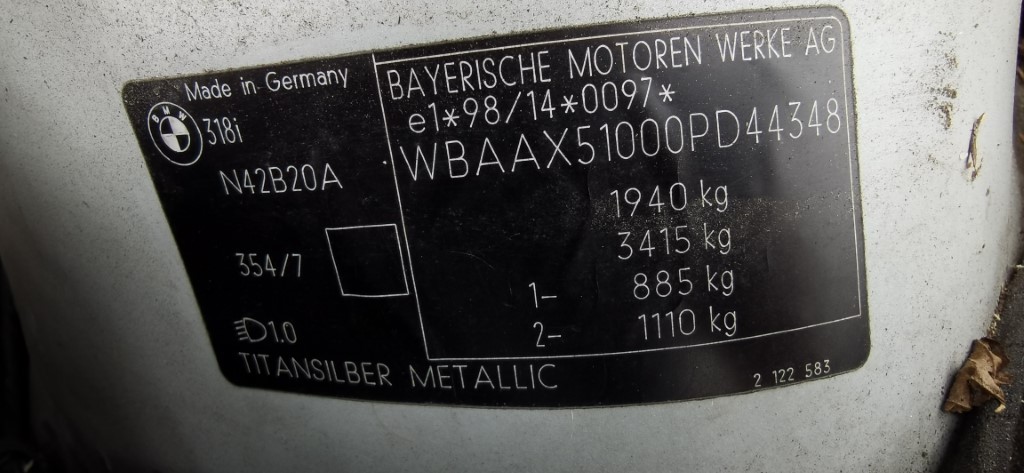 Made in Germany
BMW
318i
N42B20A
354/7
1.0
TITANSILBER METALLIC
BAYERISCHE MOTOREN WERKE AG
e1*98/14*0097*
WBAAX51000PD44348
1940 kg
3415 kg
1- 885 kg
2- 1110 kg
2 122 583